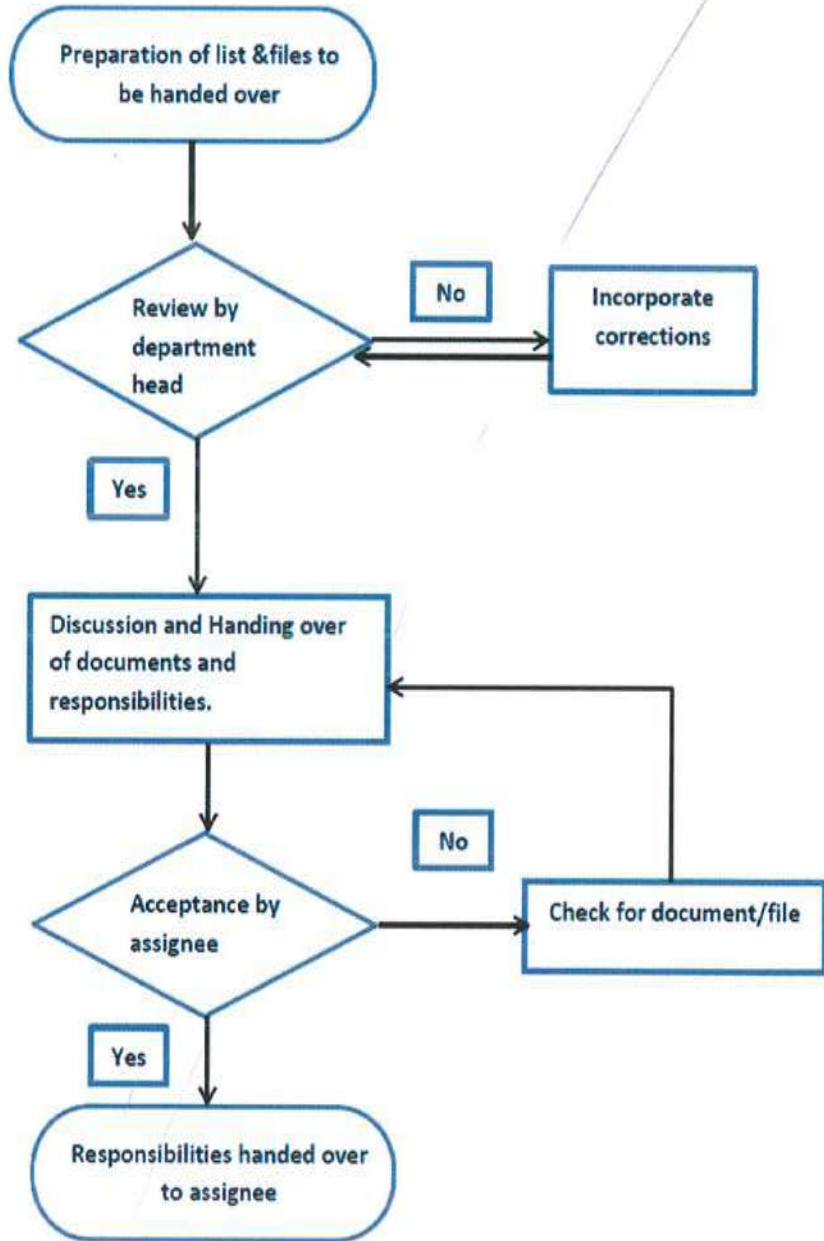 Preparation of list &files to
be handed over
Review by
department
head
No
Incorporate
corrections
Yes
Discussion and Handing over
of documents and
responsibilities.
Acceptance by
assignee
No
Check for document/file
Yes
Responsibilities handed over
to assignee